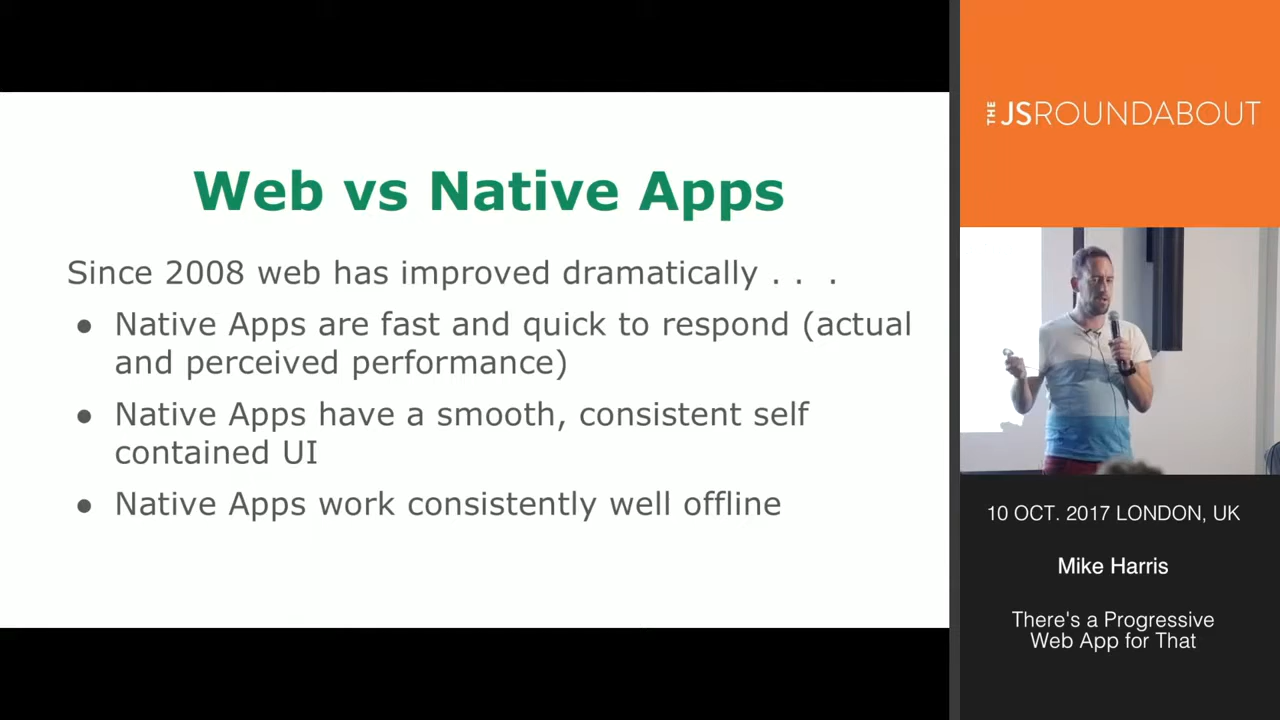 Web vs Native Apps
Since 2008 web has improved dramatically . .  .
● Native Apps are fast and quick to respond (actual
and perceived performance)
● Native Apps have a smooth, consistent self
contained UI
● Native Apps work consistently well offline
THE JSROUNDABOUT
10 OCT. 2017 LONDON, UK
Mike Harris
There's a Progressive
Web App for That